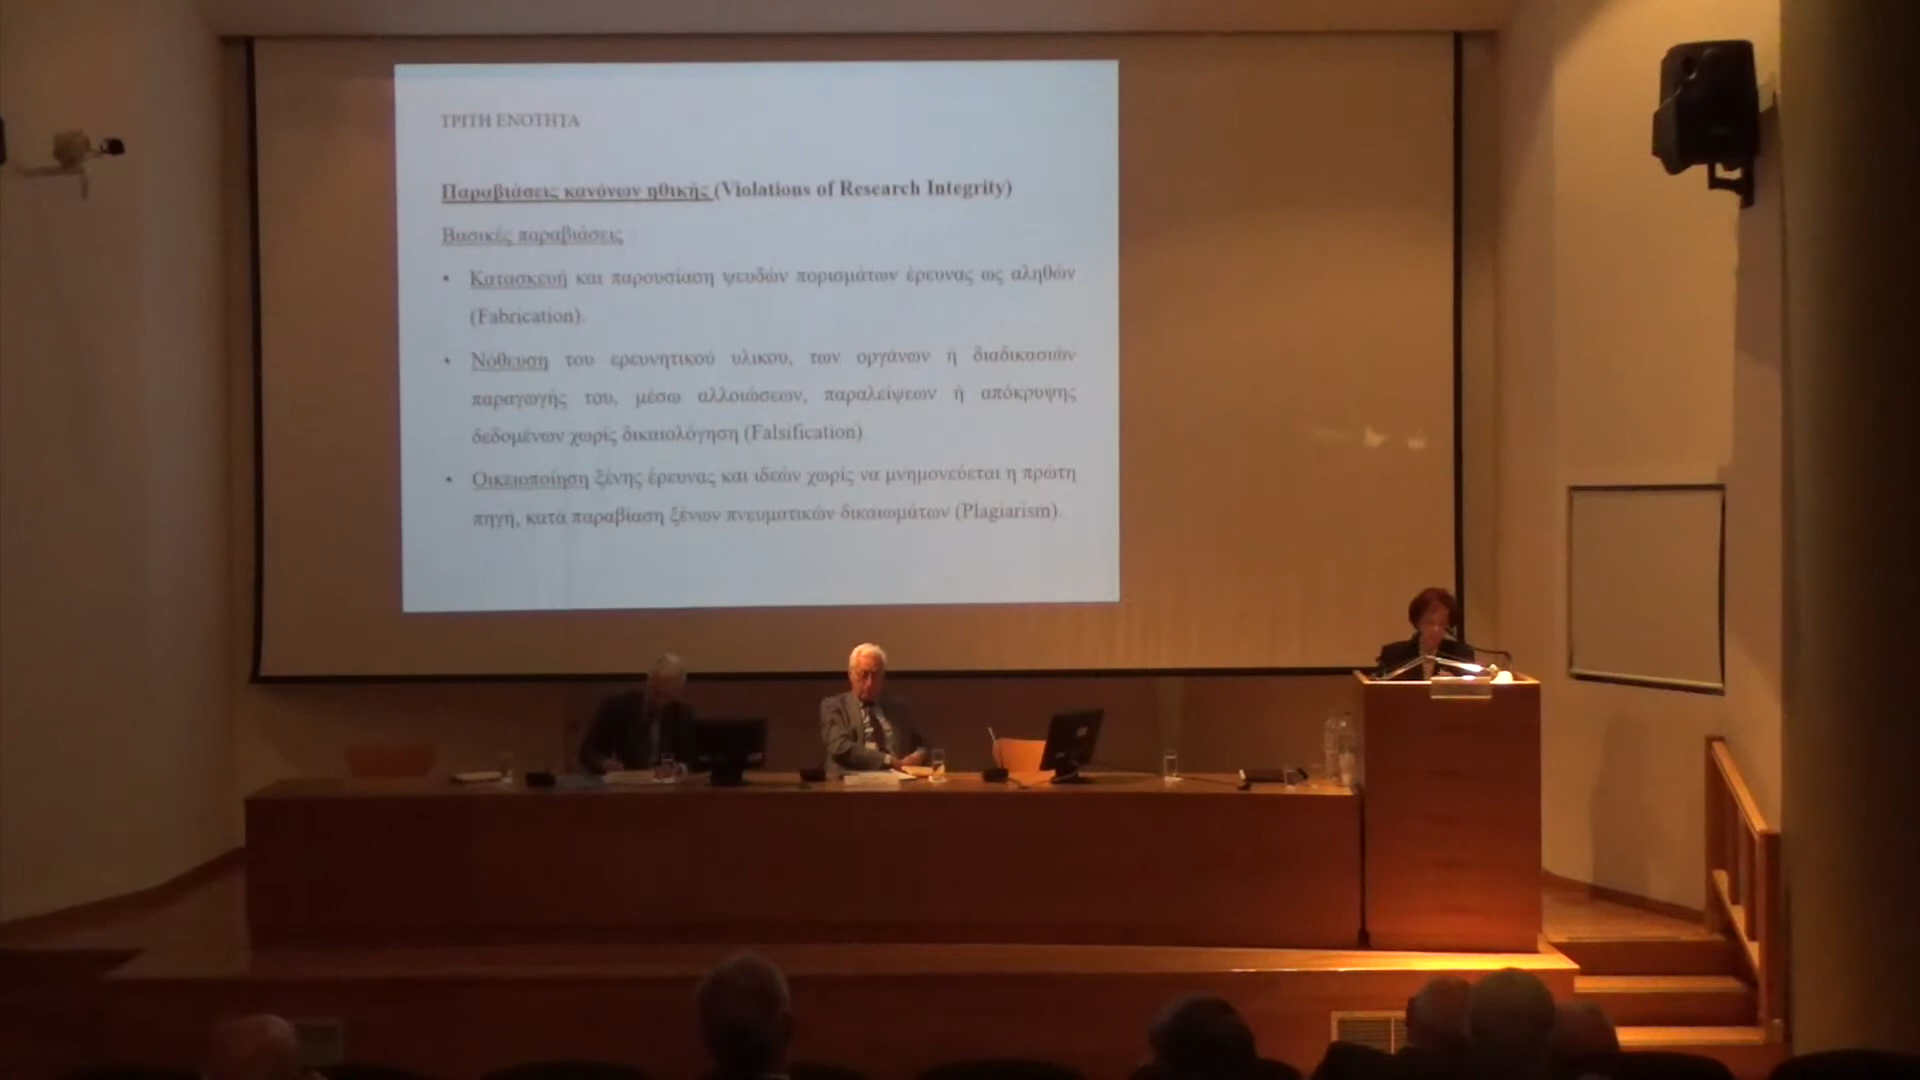 ΤΡΙΤΗ ΕΝΟΤΗΤΑ
Παραβιάσεις κανόνων ηθικής (Violations of Research Integrity)
Βασικές παραβιάσεις
• Κατασκευή και παρουσίαση ψευδών πορισμάτων έρευνας ως αληθών
(Fabrication).
• Νόθευση του ερευνητικού υλικου, των οργάνων ή διαδικασιών
παραγωγής του, μέσω αλλοιώσεων, παραλείψεων ή απόκρυψης
δεδομένων χωρίς δικαιολόγηση (Falsification)
• Οικειοποίηση ξένης έρευνας και ιδεών χωρίς να μνημονεύεται η πρώτη
πηγή, κατά παραβίαση ξένων πνευματικών δικαιωμάτων (Plagiarism).